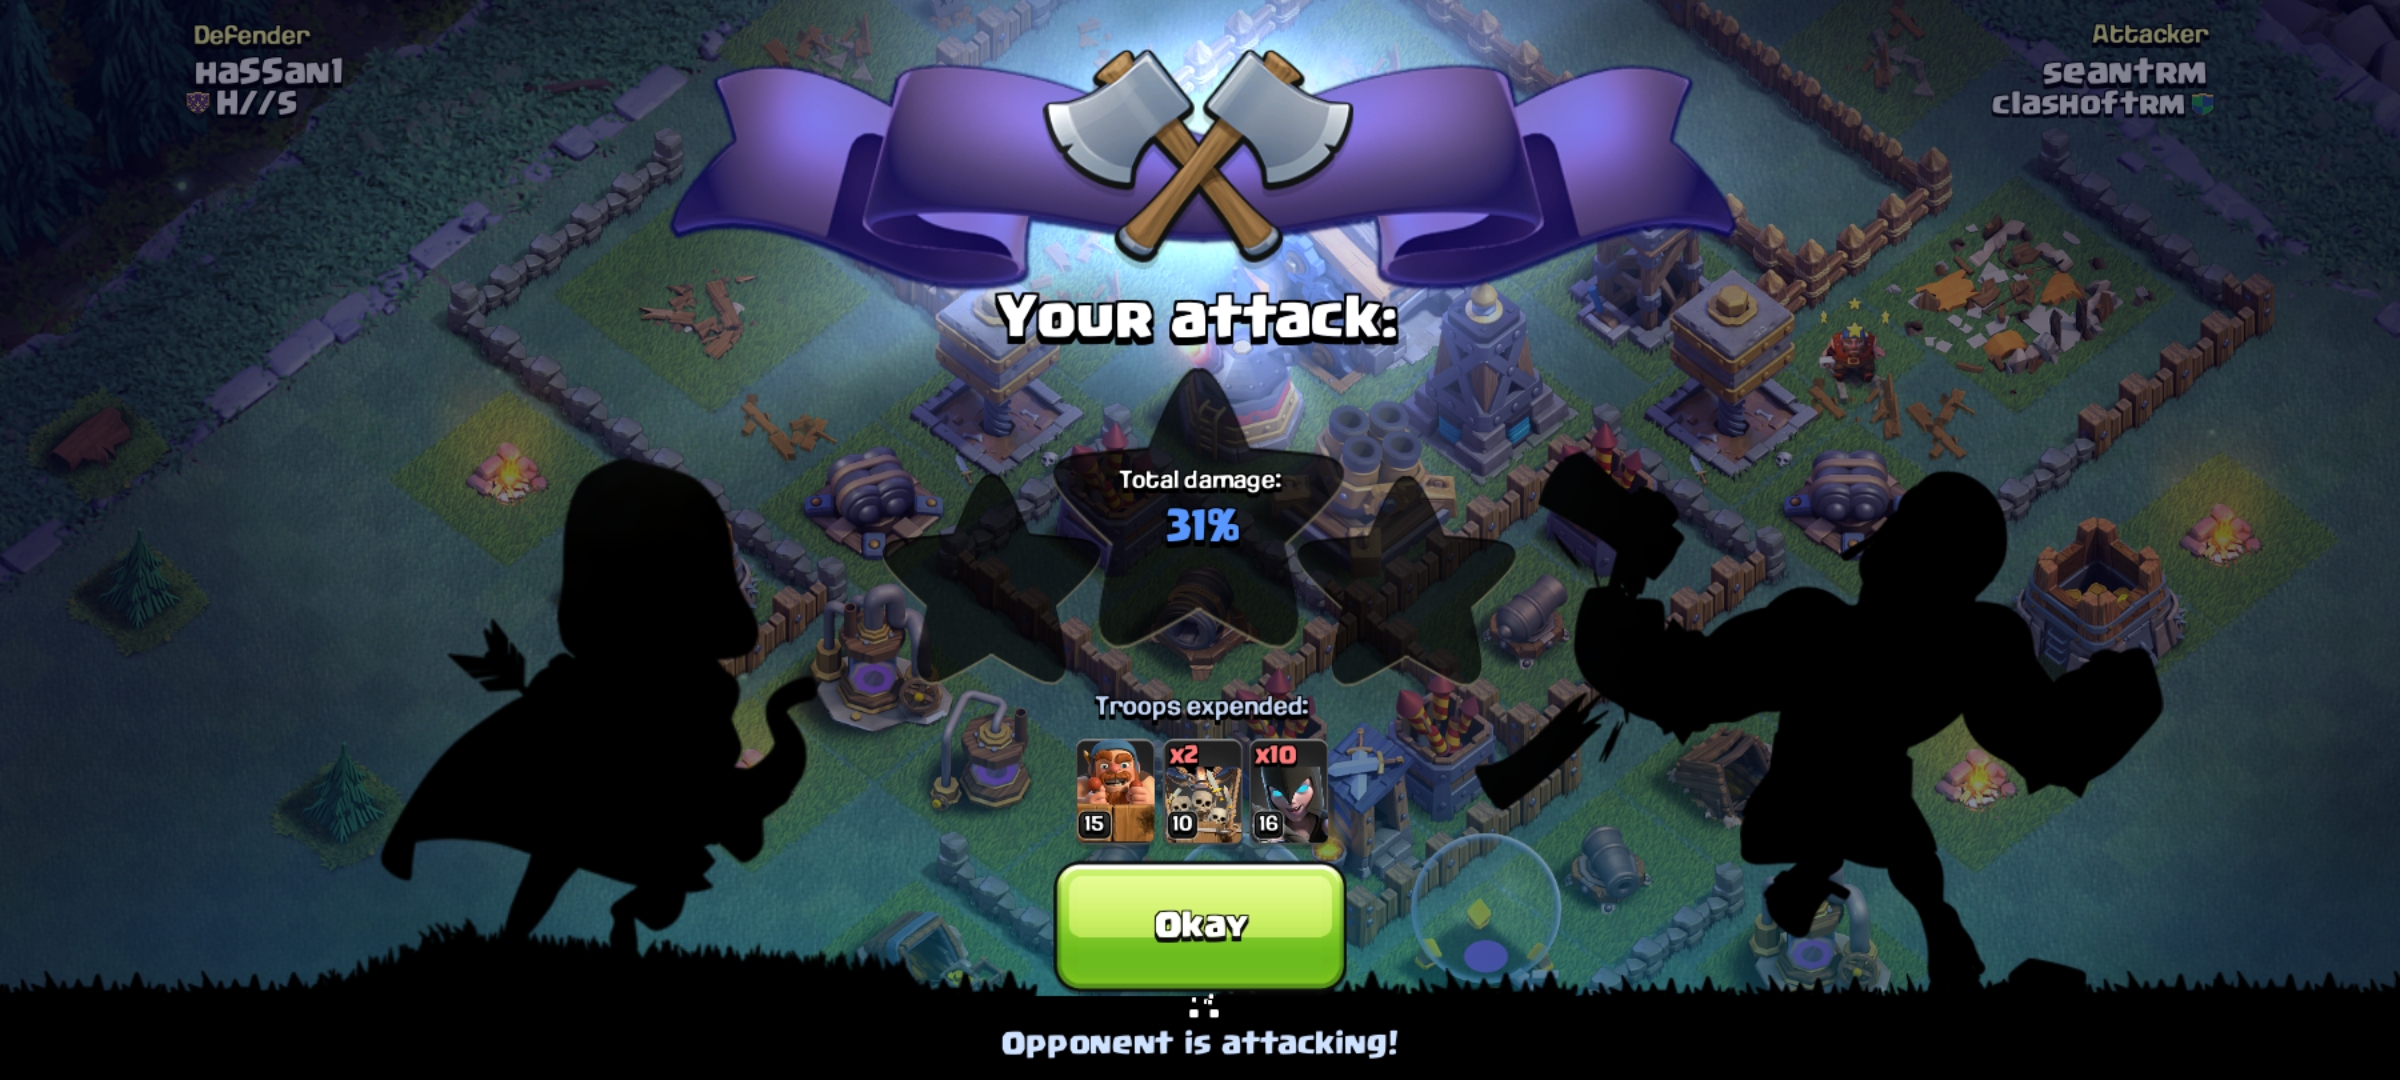 Defender
HaSSaN1
H//S
Attacker
seantRM
clashoftRM
Your attack:
Total damage:
31%
Troops expended:
x2
x10
15
10
16
Okay
Opponent is attacking!